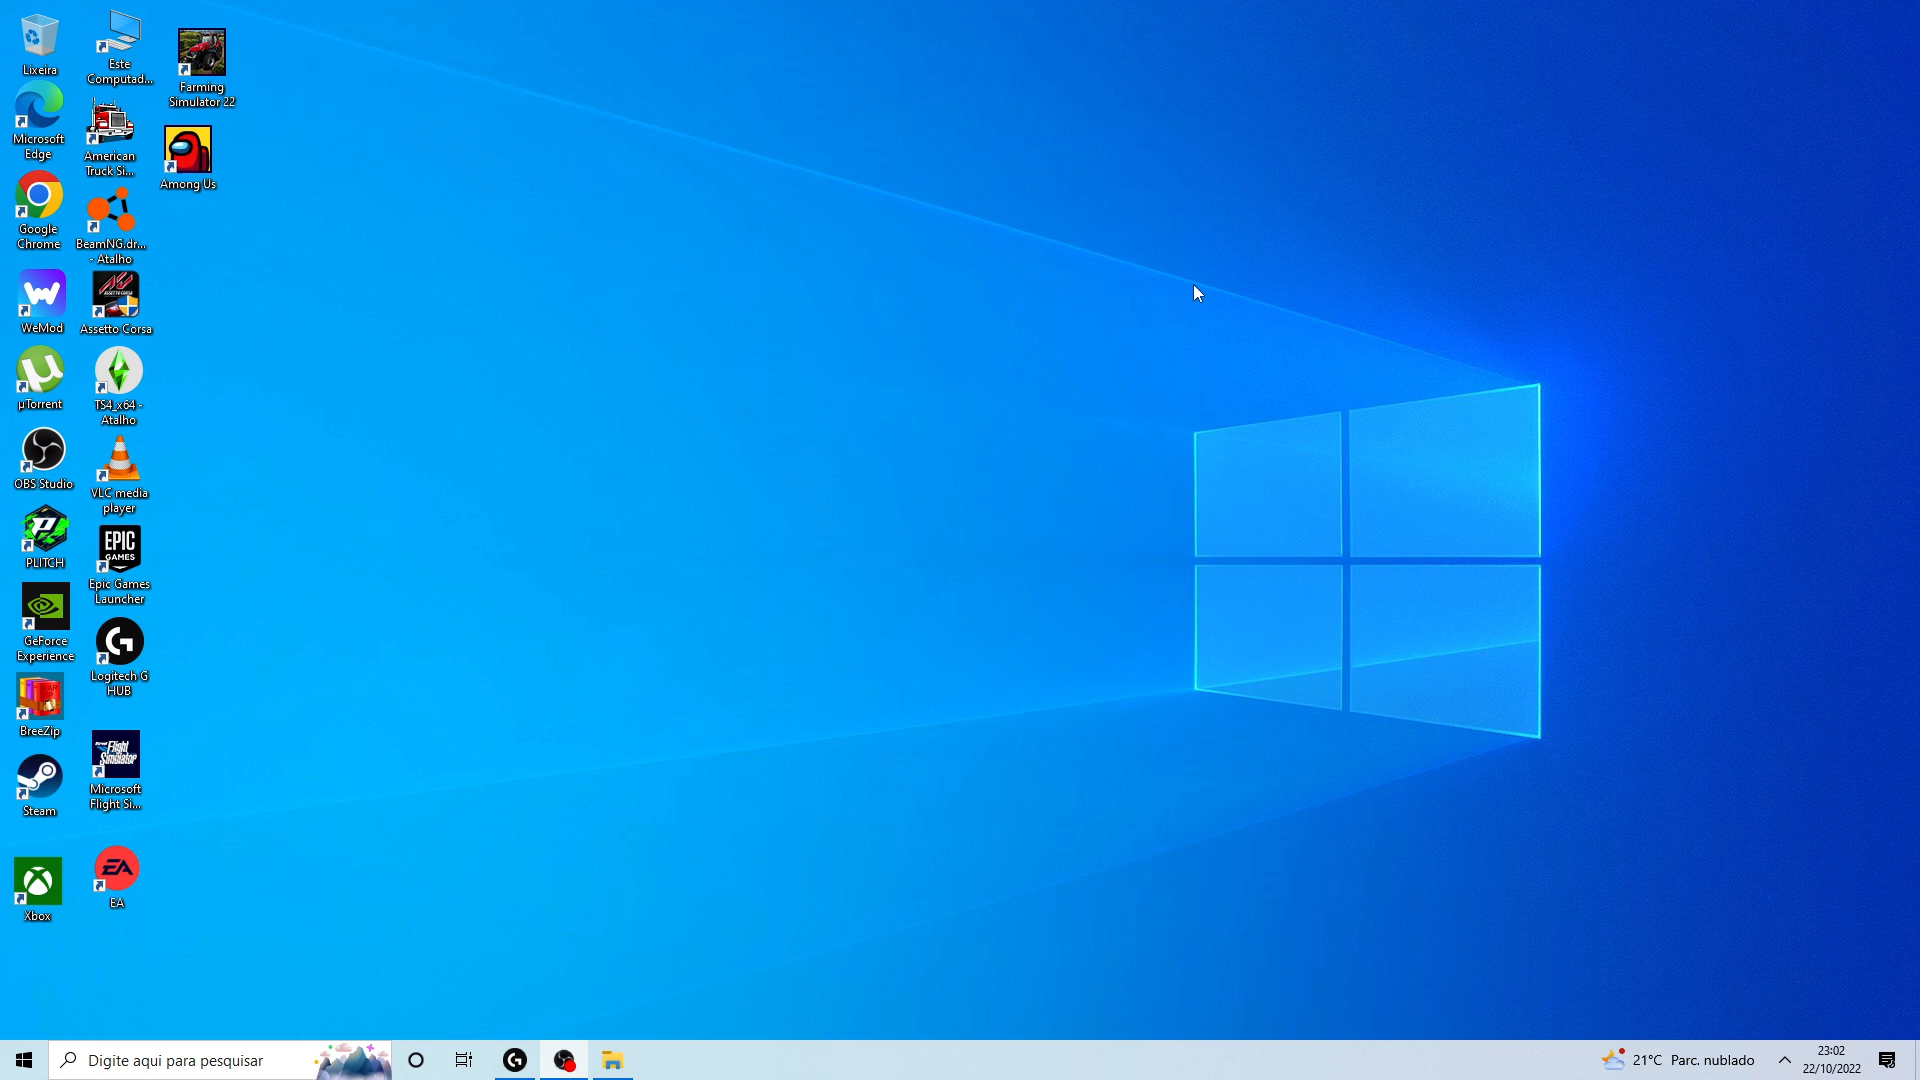 Lixeira
Este
Computad...
Farming
Simulator 22
Microsoft
Edge
American
Truck Si...
Among Us
Google
Chrome
BeamNG.dr...
- Atalho
WeMod
Assetto Corsa
µTorrent
TS4_x64 -
Atalho
OBS Studio
VLC media
player
PLITCH
EPIC
GAMES
Epic Games
Launcher
GeForce
Experience
Logitech G
HUB
BreeZip
Flight
Simulator
Microsoft
Flight Si...
Steam
Xbox
EA
EA
Digite aqui para pesquisar
21°C Parc. nublado
23:02
22/10/2022